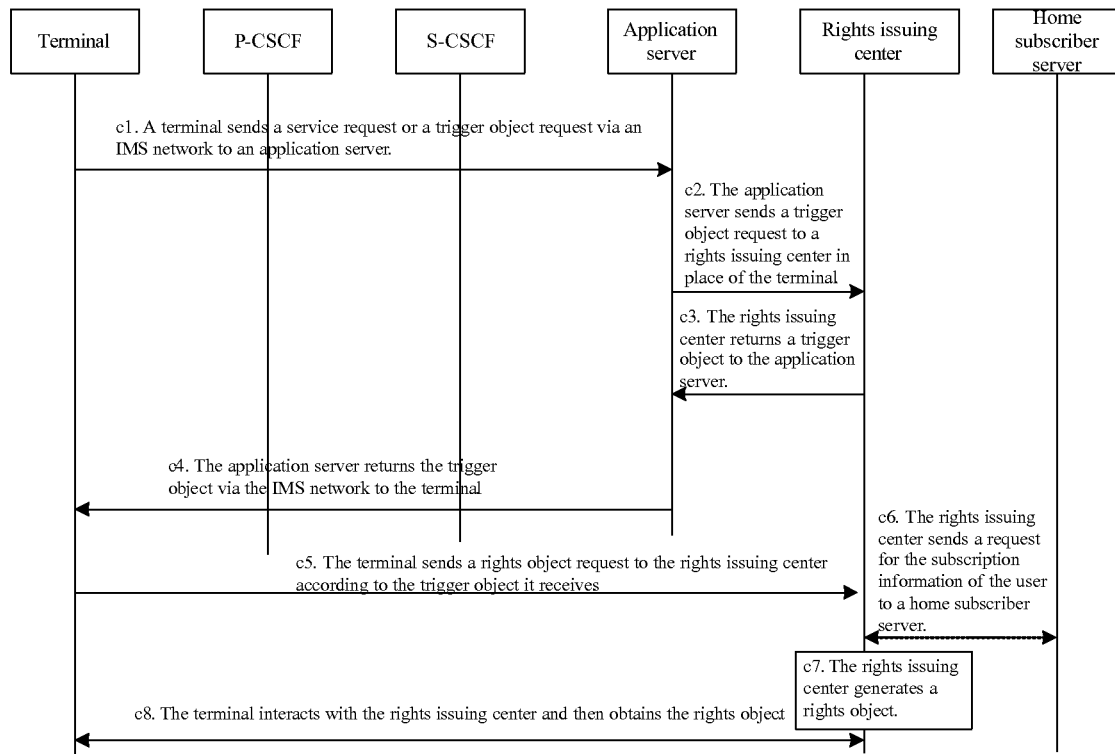 Terminal
P-CSCF
S-CSCF
Application
server
Rights issuing
center
Home
subscriber
server
c1. A terminal sends a service request or a trigger object request via an
IMS network to an application server.
c2. The application
server sends a trigger
object request to a
rights issuing center in
place of the terminal
c3. The rights issuing
center returns a trigger
object to the application
server.
c4. The application server returns the trigger
object via the IMS network to the terminal
c5. The terminal sends a rights object request to the rights issuing center
according to the trigger object it receives
c6. The rights issuing
center sends a request
for the subscription
information of the user
to a home subscriber
server.
c7. The rights issuing
center generates a
rights object.
c8. The terminal interacts with the rights issuing center and then obtains the rights object